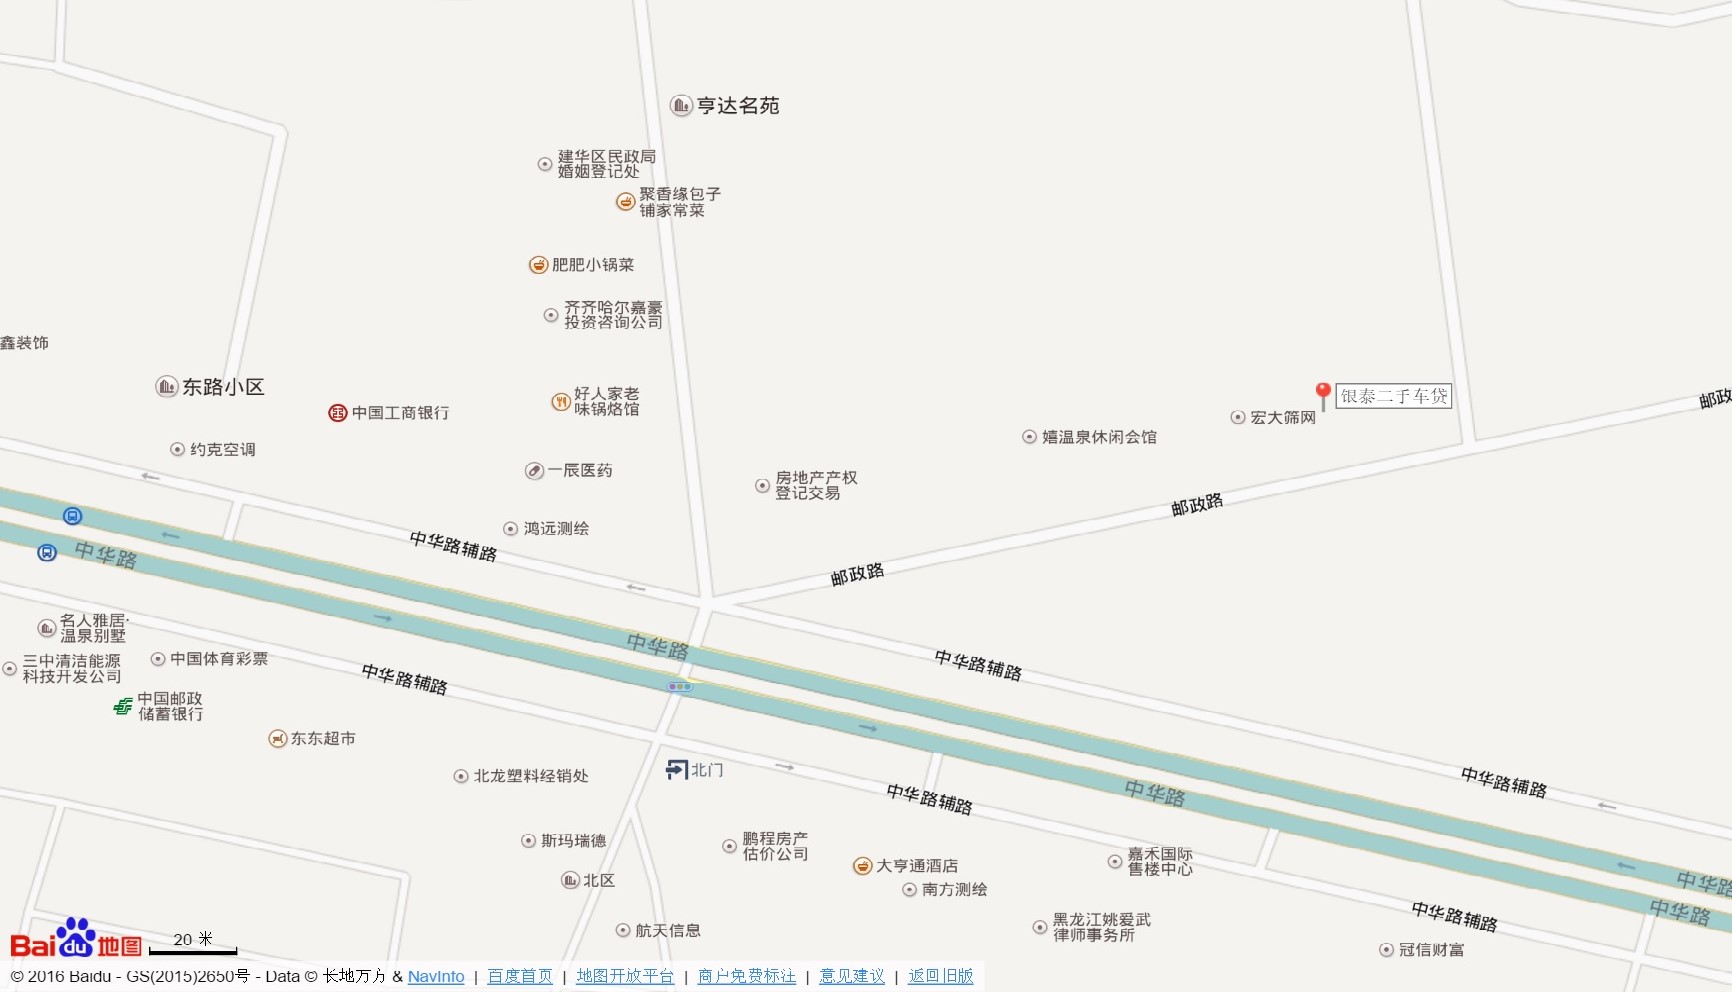 亨达名苑
建华区民政局
婚姻登记处
聚香缘包子
铺家常菜
肥肥小锅菜
齐齐哈尔嘉豪
投资咨询公司
鑫装饰
东路小区
中国工商银行
好人家老
味锅烙馆
银泰二手车贷
邮政
宏大筛网
嬉温泉休闲会馆
约克空调
一辰医药
房地产产权
登记交易
邮政路
鸿远测绘
中华路辅路
中华路
邮政路
名人雅居·
温泉别墅
中华路
三中清洁能源
科技开发公司
中国体育彩票
中华路辅路
中华路辅路
中国邮政
储蓄银行
东东超市
北龙塑料经销处
北门
中华路辅路
中华路
中华路辅路
斯玛瑞德
鹏程房产
估价公司
大亨通酒店
嘉禾国际
售楼中心
北区
南方测绘
中华路
中华路
航天信息
黑龙江姚爱武
律师事务所
中华路辅路
冠信财富
Bai du 地图
20 米
© 2016 Baidu - GS(2015)2650号 - Data © 长地万方 & NavInfo | 百度首页 | 地图开放平台 | 商户免费标注 | 意见建议 | 返回旧版